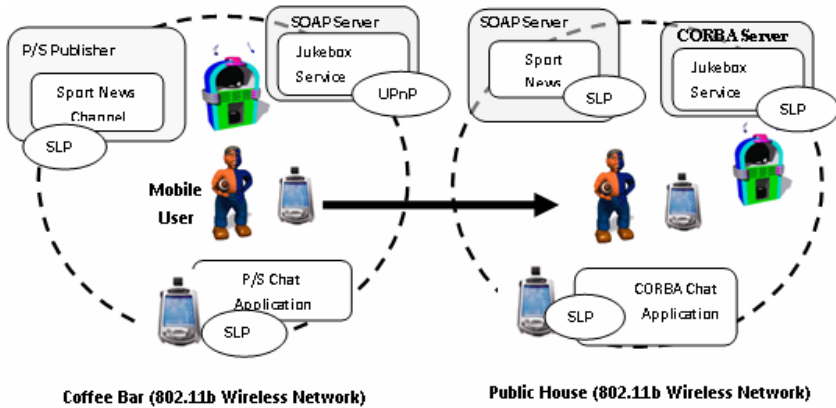 P/S Publisher
Sport News
Channel
SLP
SOAP Server
Jukebox
Service
UPnP
Mobile
User
P/S Chat
Application
SLP
Coffee Bar (802.11b Wireless Network)
SOAP Server
Sport
News
SLP
CORBA Server
Jukebox
Service
SLP
CORBA Chat
Application
SLP
Public House (802.11b Wireless Network)